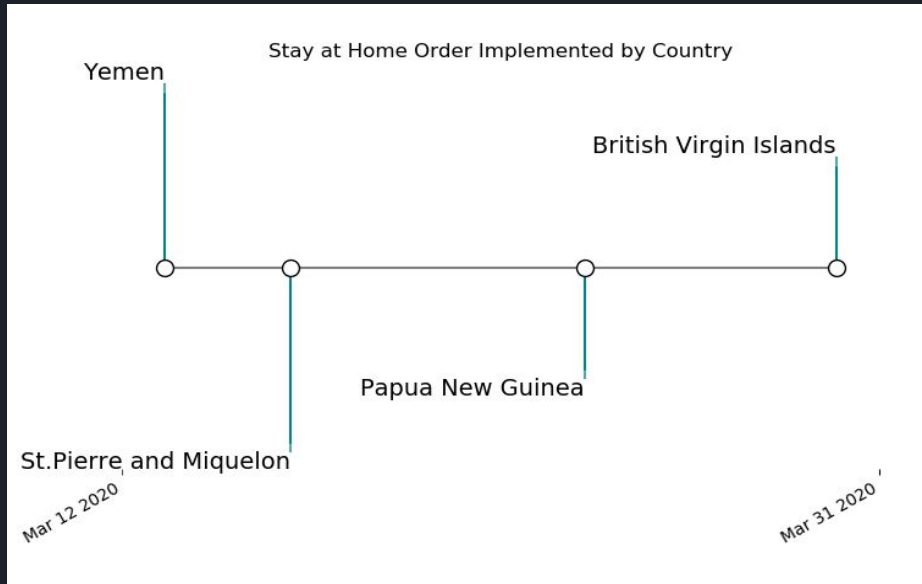 Stay at Home Order Implemented by Country
Yemen
British Virgin Islands
Papua New Guinea
St.Pierre and Miquelon
Mar 12 2020
Mar 31 2020